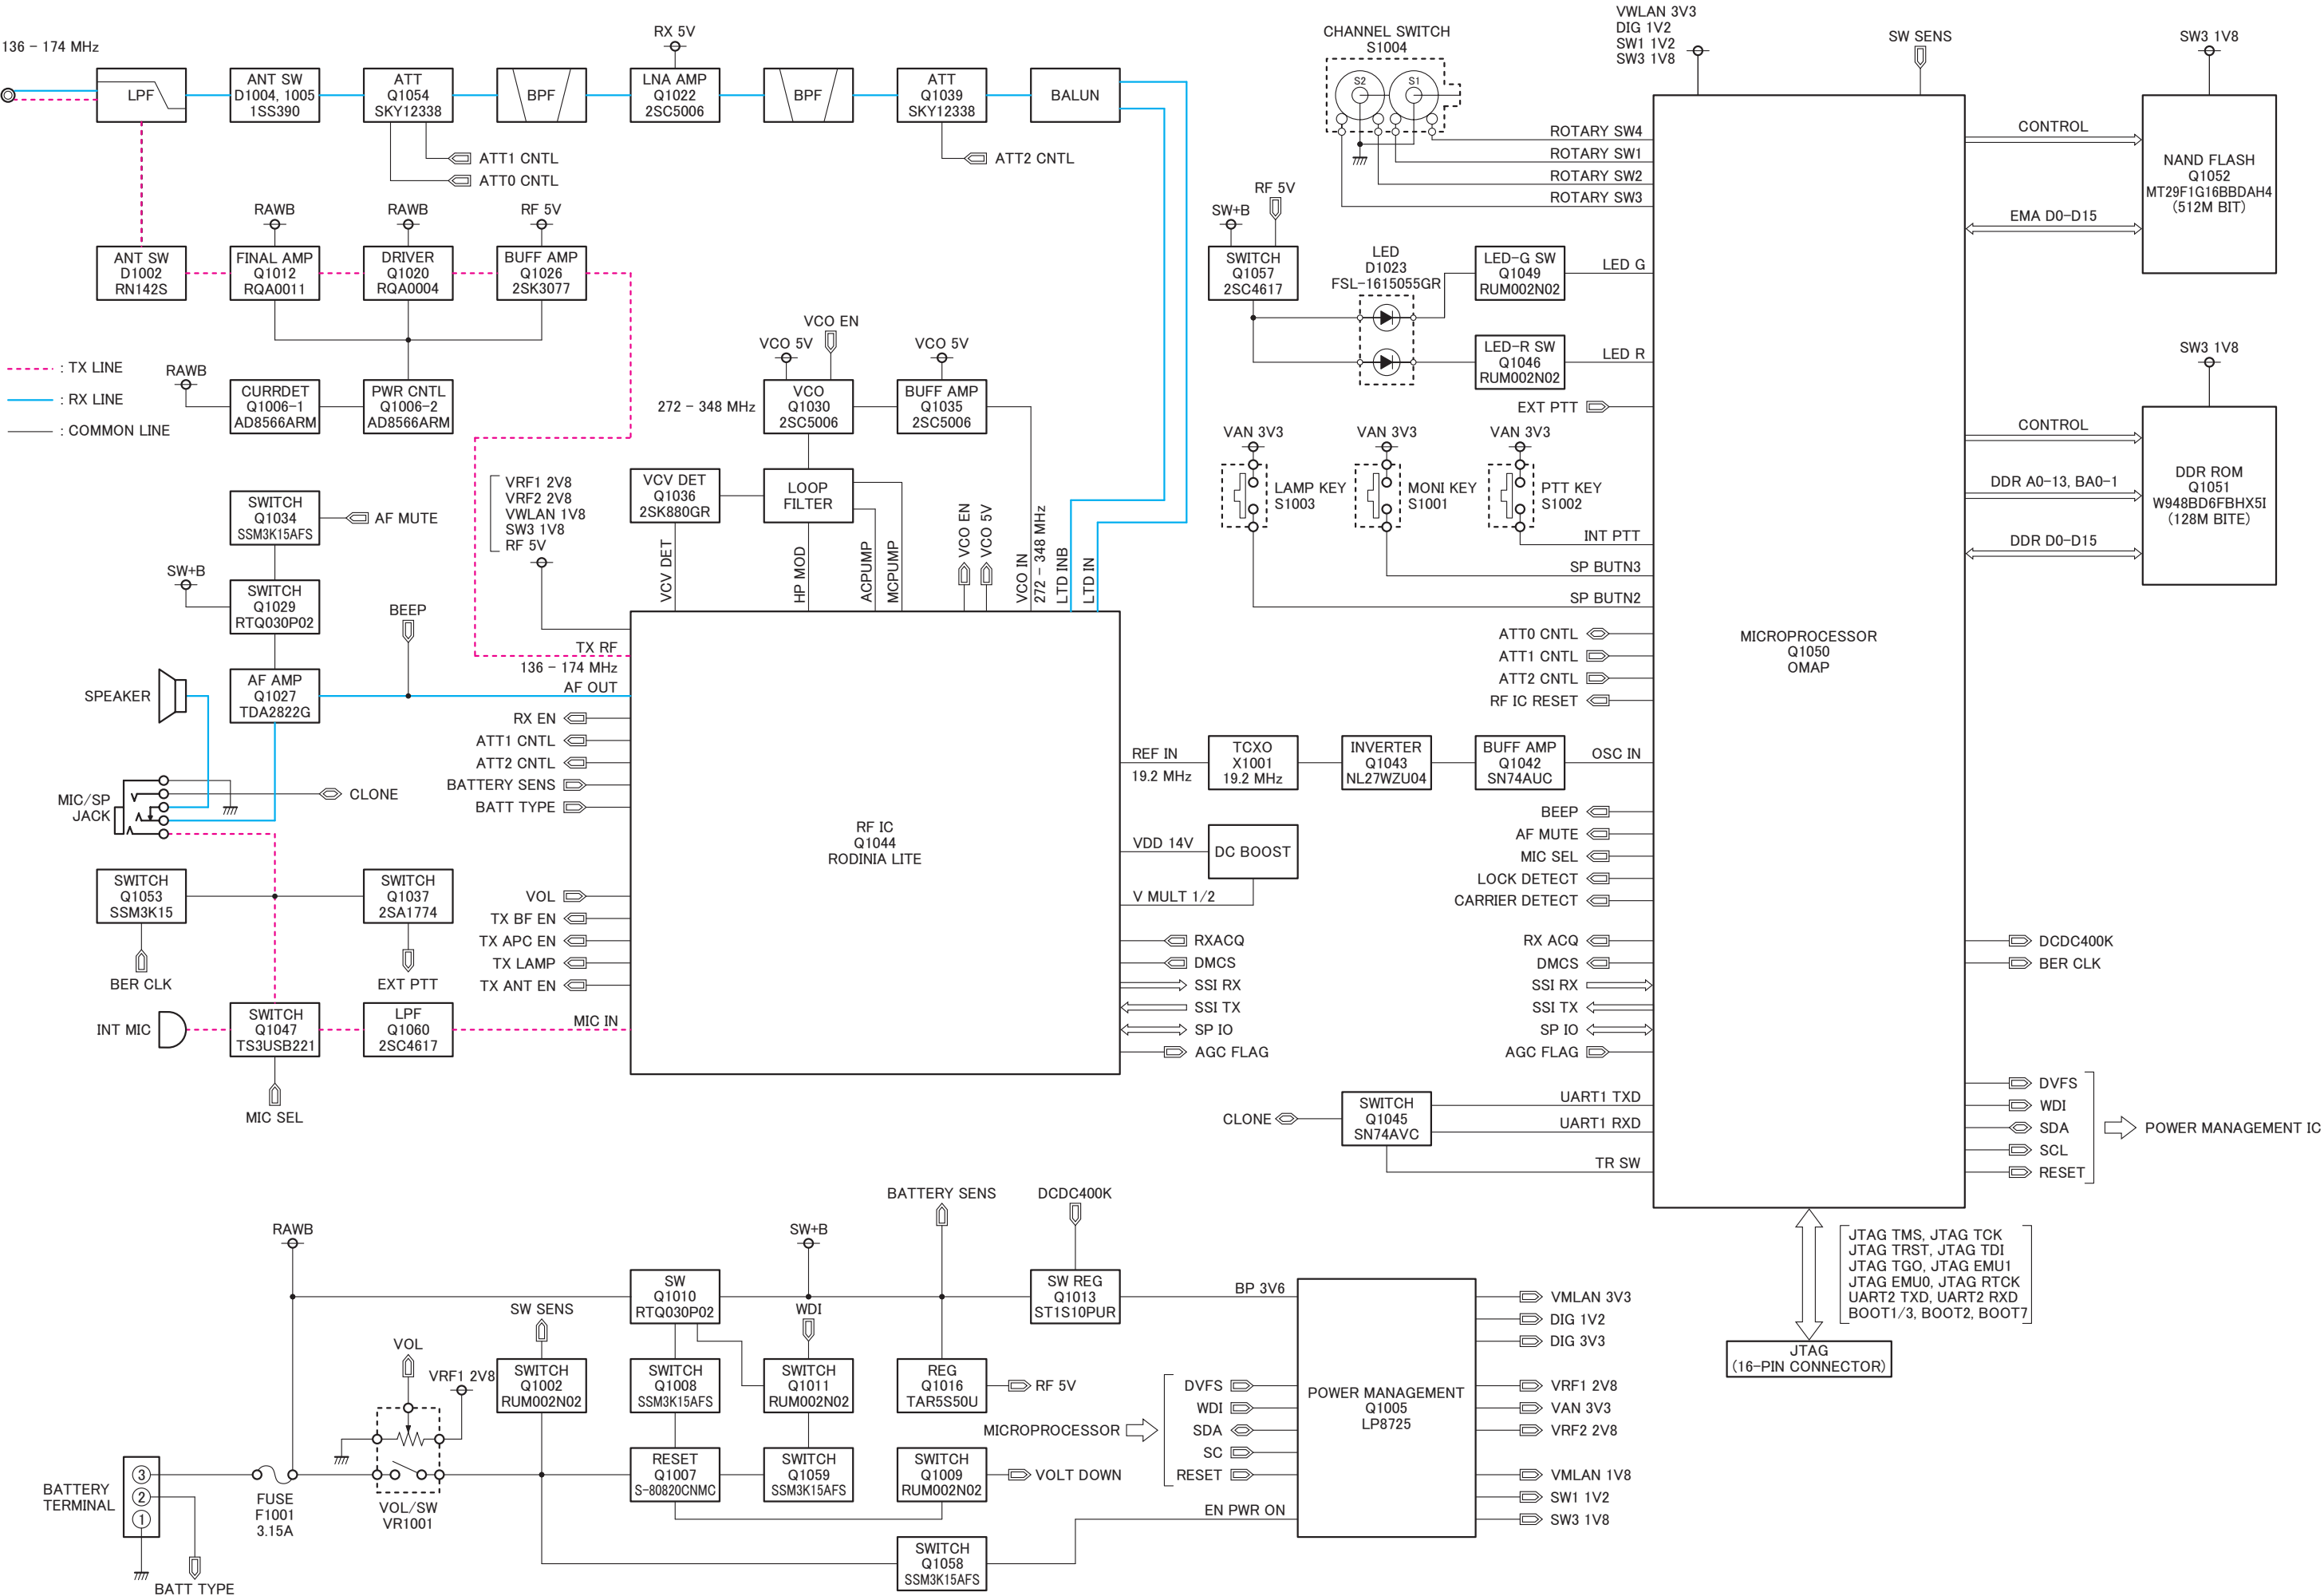 136 - 174 MHz
LPF
ANT SW
D1004, 1005
1SS390
ATT
Q1054
SKY12338
BPF
RX 5V
LNA AMP
Q1022
2SC5006
BPF
ATT
Q1039
SKY12338
BALUN
ATT1 CNTL
ATT0 CNTL
ATT2 CNTL
RAWB
RAWB
RF 5V
ANT SW
D1002
RN142S
FINAL AMP
Q1012
RQA0011
DRIVER
Q1020
RQA0004
BUFF AMP
Q1026
2SK3077
: TX LINE
: RX LINE
: COMMON LINE
RAWB
CURRDET
Q1006-1
AD8566ARM
PWR CNTL
Q1006-2
AD8566ARM
VCO EN
VCO 5V
VCO 5V
272 - 348 MHz
VCO
Q1030
2SC5006
BUFF AMP
Q1035
2SC5006
VCV DET
Q1036
2SK880GR
LOOP
FILTER
VRF1 2V8
VRF2 2V8
VWLAN 1V8
SW3 1V8
RF 5V
VCV DET
HP MOD
ACPUMP
MCPUMP
VCO EN
VCO 5V
VCO IN
272 - 348 MHz
LTD INB
LTD IN
SWITCH
Q1034
SSM3K15AFS
AF MUTE
SW+B
SWITCH
Q1029
RTQ030P02
BEEP
SPEAKER
AF AMP
Q1027
TDA2822G
TX RF
136 - 174 MHz
AF OUT
RX EN
ATT1 CNTL
ATT2 CNTL
BATTERY SENS
BATT TYPE
MIC/SP
JACK
CLONE
RF IC
Q1044
RODINIA LITE
SWITCH
Q1053
SSM3K15
SWITCH
Q1037
2SA1774
BER CLK
EXT PTT
VOL
TX BF EN
TX APC EN
TX LAMP
TX ANT EN
INT MIC
SWITCH
Q1047
TS3USB221
LPF
Q1060
2SC4617
MIC IN
MIC SEL
REF IN
19.2 MHz
TCXO
X1001
19.2 MHz
INVERTER
Q1043
NL27WZU04
BUFF AMP
Q1042
SN74AUC
OSC IN
VDD 14V
DC BOOST
V MULT 1/2
RXACQ
DMCS
SSI RX
SSI TX
SP IO
AGC FLAG
CHANNEL SWITCH
S1004
S2
S1
ROTARY SW4
ROTARY SW1
ROTARY SW2
ROTARY SW3
VWLAN 3V3
DIG 1V2
SW1 1V2
SW3 1V8
SW SENS
SW3 1V8
CONTROL
EMA D0-D15
NAND FLASH
Q1052
MT29F1G16BBDAH4
(512M BIT)
RF 5V
SW+B
SWITCH
Q1057
2SC4617
LED
D1023
FSL-1615055GR
LED-G SW
Q1049
RUM002N02
LED G
LED-R SW
Q1046
RUM002N02
LED R
EXT PTT
VAN 3V3
VAN 3V3
VAN 3V3
LAMP KEY
S1003
MONI KEY
S1001
PTT KEY
S1002
INT PTT
SP BUTN3
SP BUTN2
SW3 1V8
CONTROL
DDR A0-13, BA0-1
DDR D0-D15
DDR ROM
Q1051
W948BD6FBHX5I
(128M BITE)
MICROPROCESSOR
Q1050
OMAP
ATT0 CNTL
ATT1 CNTL
ATT2 CNTL
RF IC RESET
BEEP
AF MUTE
MIC SEL
LOCK DETECT
CARRIER DETECT
RX ACQ
DMCS
SSI RX
SSI TX
SP IO
AGC FLAG
DCDC400K
BER CLK
DVFS
WDI
SDA
SCL
RESET
POWER MANAGEMENT IC
CLONE
SWITCH
Q1045
SN74AVC
UART1 TXD
UART1 RXD
TR SW
JTAG TMS, JTAG TCK
JTAG TRST, JTAG TDI
JTAG TGO, JTAG EMU1
JTAG EMU0, JTAG RTCK
UART2 TXD, UART2 RXD
BOOT1/3, BOOT2, BOOT7
JTAG
(16-PIN CONNECTOR)
RAWB
SW
Q1010
RTQ030P02
SW+B
BATTERY SENS
DCDC400K
SW REG
Q1013
ST1S10PUR
BP 3V6
SW SENS
WDI
VOL
VRF1 2V8
SWITCH
Q1002
RUM002N02
SWITCH
Q1008
SSM3K15AFS
SWITCH
Q1011
RUM002N02
REG
Q1016
TAR5S50U
RF 5V
RESET
Q1007
S-80820CNMC
SWITCH
Q1059
SSM3K15AFS
SWITCH
Q1009
RUM002N02
VOLT DOWN
SWITCH
Q1058
SSM3K15AFS
EN PWR ON
BATTERY
TERMINAL
3
2
1
BATT TYPE
FUSE
F1001
3.15A
VOL/SW
VR1001
MICROPROCESSOR
DVFS
WDI
SDA
SC
RESET
POWER MANAGEMENT
Q1005
LP8725
VMLAN 3V3
DIG 1V2
DIG 3V3
VRF1 2V8
VAN 3V3
VRF2 2V8
VMLAN 1V8
SW1 1V2
SW3 1V8